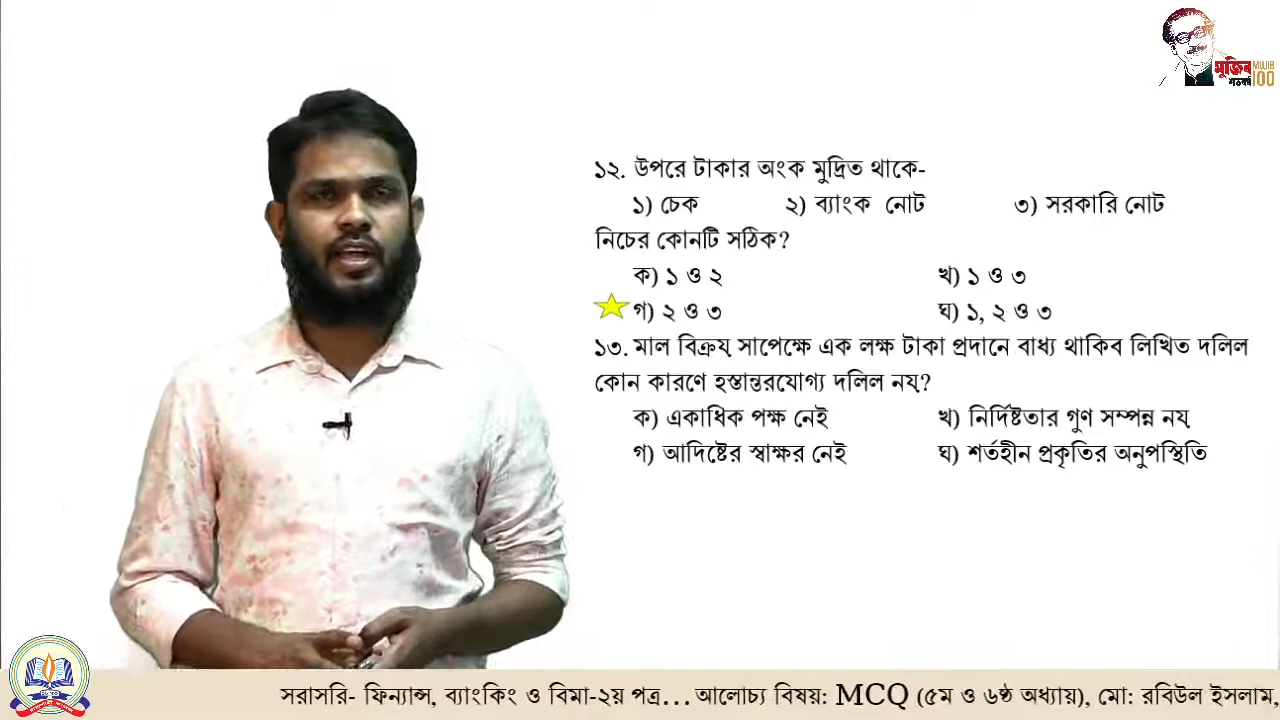 মুজিব
শতবর্ষ
MUJIB
100
১২. উপরে টাকার অংক মুদ্রিত থাকে-
১) চেক ২) ব্যাংক নোট ৩) সরকারি নোট
নিচের কোনটি সঠিক?
ক) ১ ও ২ খ) ১ ও ৩
গ) ২ ও ৩ ঘ) ১, ২ ও ৩
১৩. মাল বিক্রয় সাপেক্ষে এক লক্ষ টাকা প্রদানে বাধ্য থাকিব লিখিত দলিল
কোন কারণে হস্তান্তরযোগ্য দলিল নয়?
ক) একাধিক পক্ষ নেই খ) নির্দিষ্টতার গুণ সম্পন্ন নয়
গ) আদিষ্টের স্বাক্ষর নেই ঘ) শর্তহীন প্রকৃতির অনুপস্থিতি
সরাসরি- ফিন্যান্স, ব্যাংকিং ও বিমা-২য় পত্র... আলোচ্য বিষয়: MCQ (৫ম ও ৬ষ্ঠ অধ্যায়), মো: রবিউল ইসলাম,